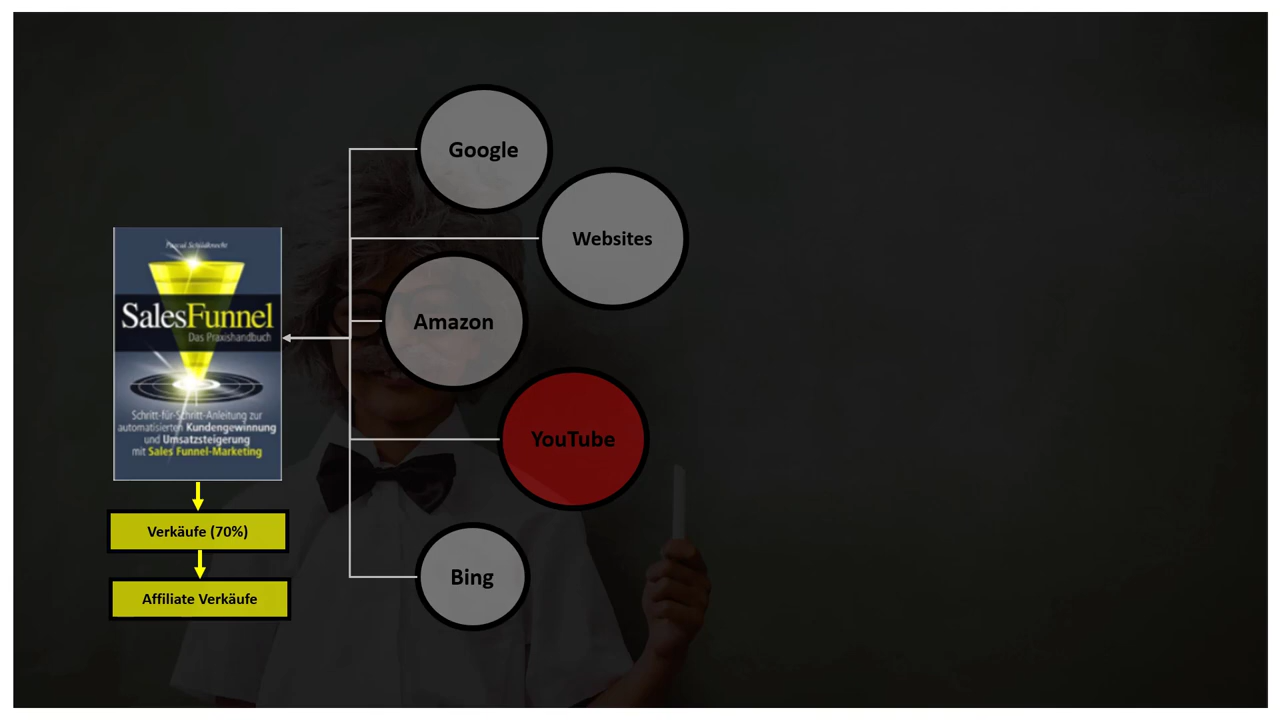 Google
Websites
Amazon
YouTube
Bing
Pascal Schildknecht
SalesFunnel
Das Praxishandbuch
Schritt-für-Schritt-Anleitung zur
automatisierten Kundengewinnung
und Umsatzsteigerung
mit Sales Funnel-Marketing
Verkäufe (70%)
Affiliate Verkäufe